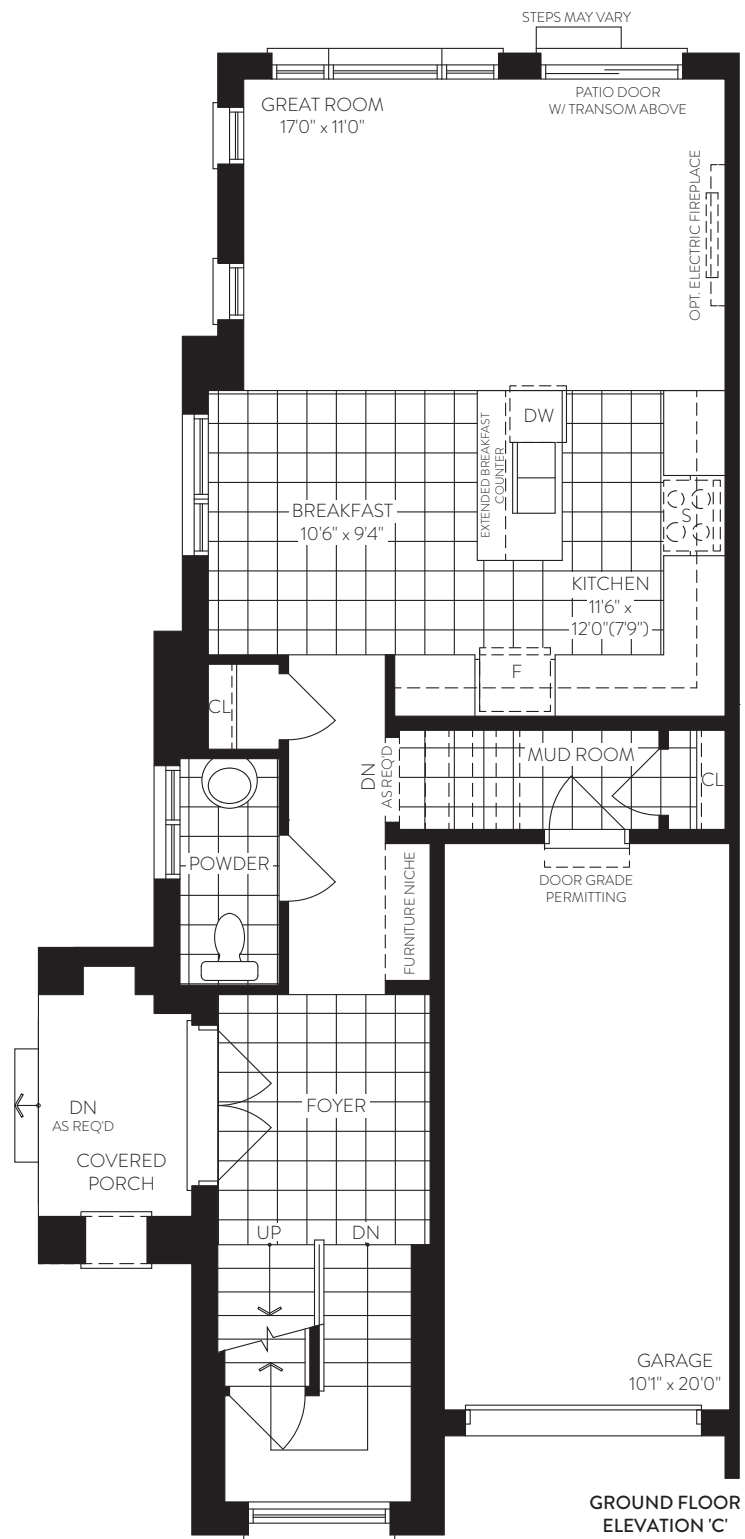 STEPS MAY VARY
GREAT ROOM
17'0" x 11'0"
PATIO DOOR
W/ TRANSOM ABOVE
OPT. ELECTRIC FIREPLACE
DW
EXTENDED BREAKFAST
COUNTER
BREAKFAST
10'6" x 9'4"
S
KITCHEN
11'6" x
12'0"(7'9")
F
CL
DN
AS REQ'D
MUD ROOM
CL
POWDER
FURNITURE NICHE
DOOR GRADE
PERMITTING
FOYER
DN
AS REQ'D
COVERED
PORCH
UP
DN
GARAGE
10'1" x 20'0"
GROUND FLOOR
ELEVATION 'C'